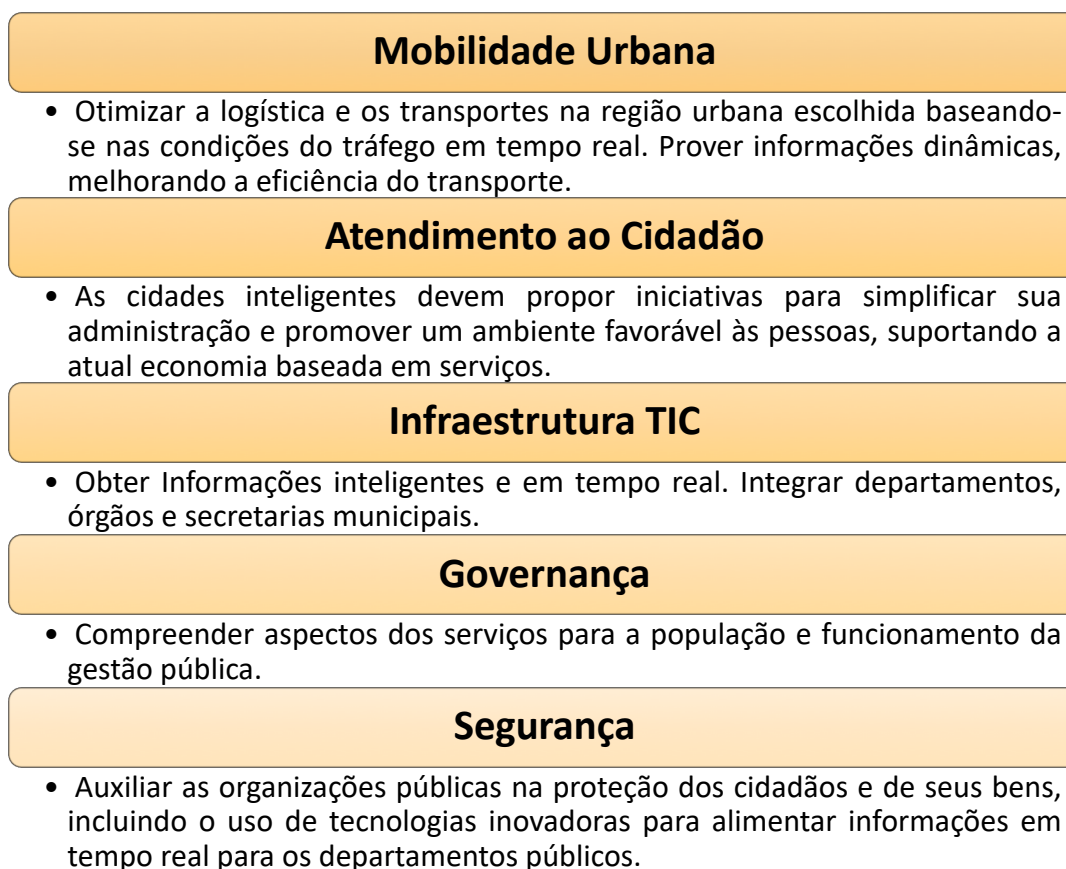 Mobilidade Urbana
• Otimizar a logística e os transportes na região urbana escolhida baseando-
se nas condições do tráfego em tempo real. Prover informações dinâmicas,
melhorando a eficiência do transporte.
Atendimento ao Cidadão
• As cidades inteligentes devem propor iniciativas para simplificar sua
administração e promover um ambiente favorável às pessoas, suportando a
atual economia baseada em serviços.
Infraestrutura TIC
• Obter Informações inteligentes e em tempo real. Integrar departamentos,
órgãos e secretarias municipais.
Governança
• Compreender aspectos dos serviços para a população e funcionamento da
gestão pública.
Segurança
• Auxiliar as organizações públicas na proteção dos cidadãos e de seus bens,
incluindo o uso de tecnologias inovadoras para alimentar informações em
tempo real para os departamentos públicos.